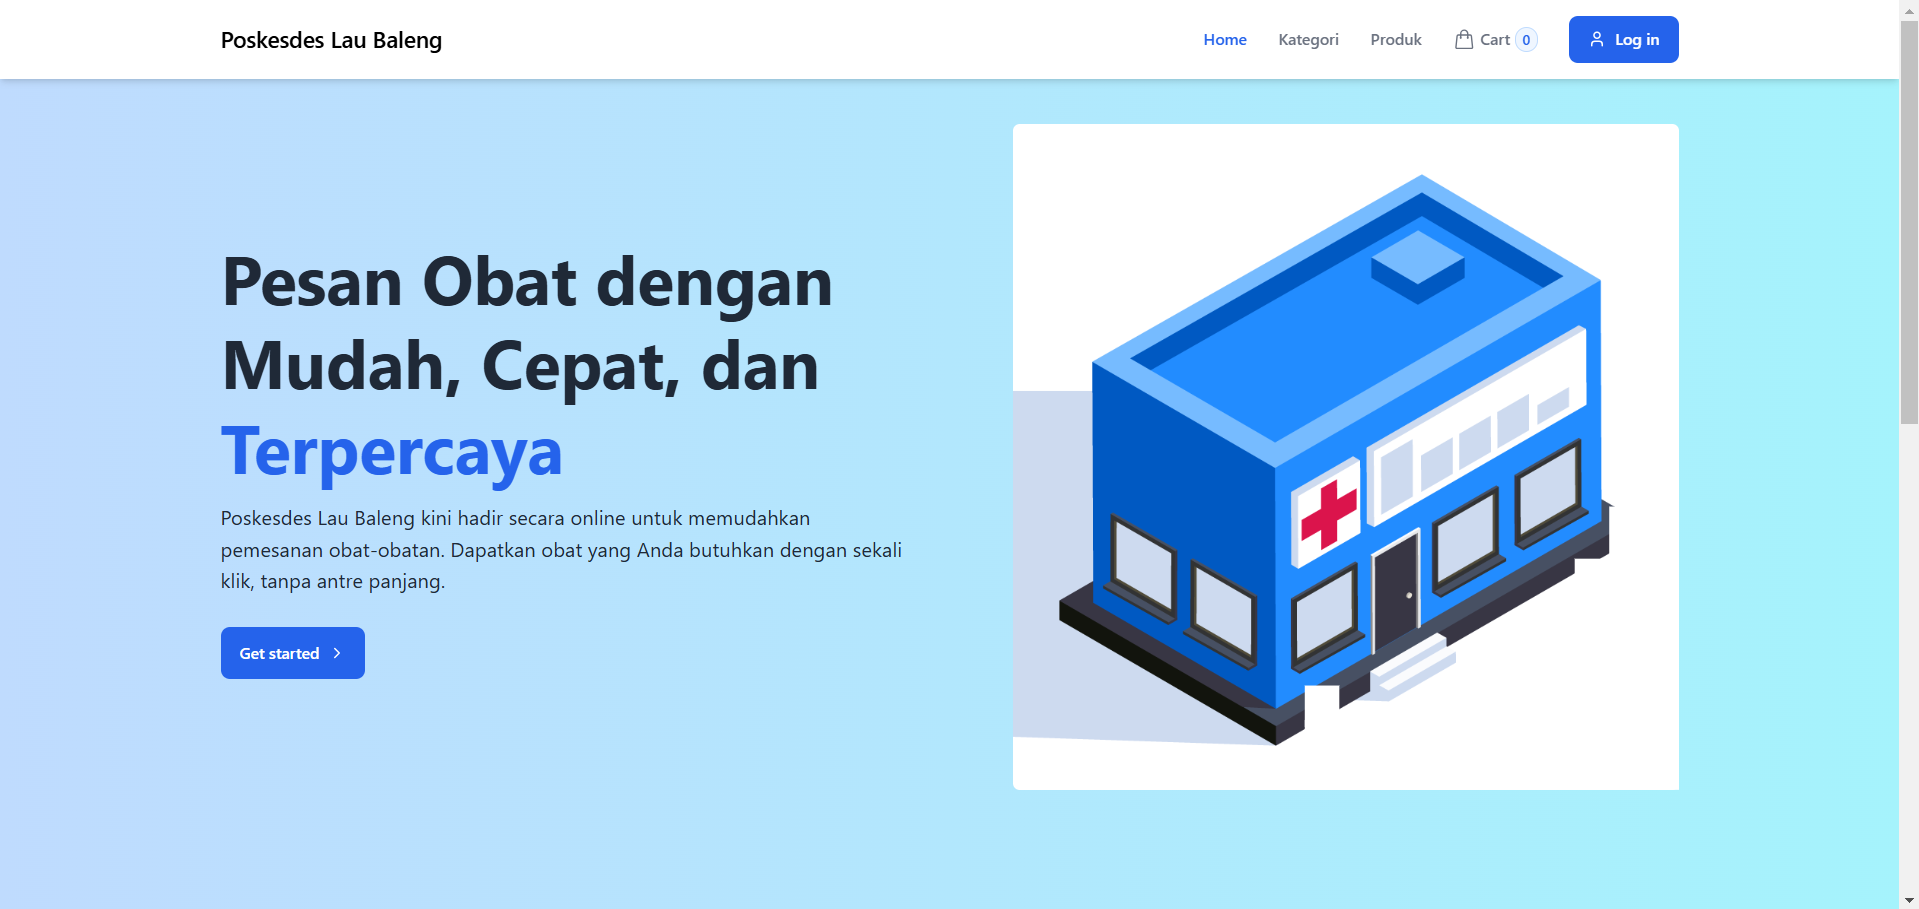 Poskesdes Lau Baleng
Home
Kategori
Produk
Cart 0
Log in
Pesan Obat dengan
Mudah, Cepat, dan
Terpercaya
Poskesdes Lau Baleng kini hadir secara online untuk memudahkan
pemesanan obat-obatan. Dapatkan obat yang Anda butuhkan dengan sekali
klik, tanpa antre panjang.
Get started